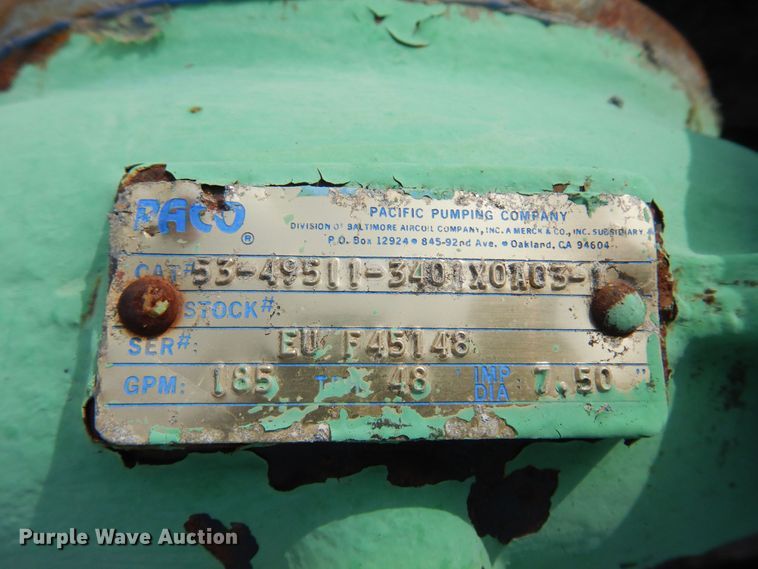 PACO ®
PACIFIC PUMPING COMPANY
DIVISION OF BALTIMORE AIRCOIL COMPANY, INC. A MERCK & CO., INC. SUBSIDIARY
P.O. Box 12924 • 845-92nd Ave. • Oakland, CA 94604
CAT# 53-49511-3401X0A03-
STOCK#
SER# EU F45148
GPM: 185 48 IMP DIA 7.50 "
Purple Wave Auction®